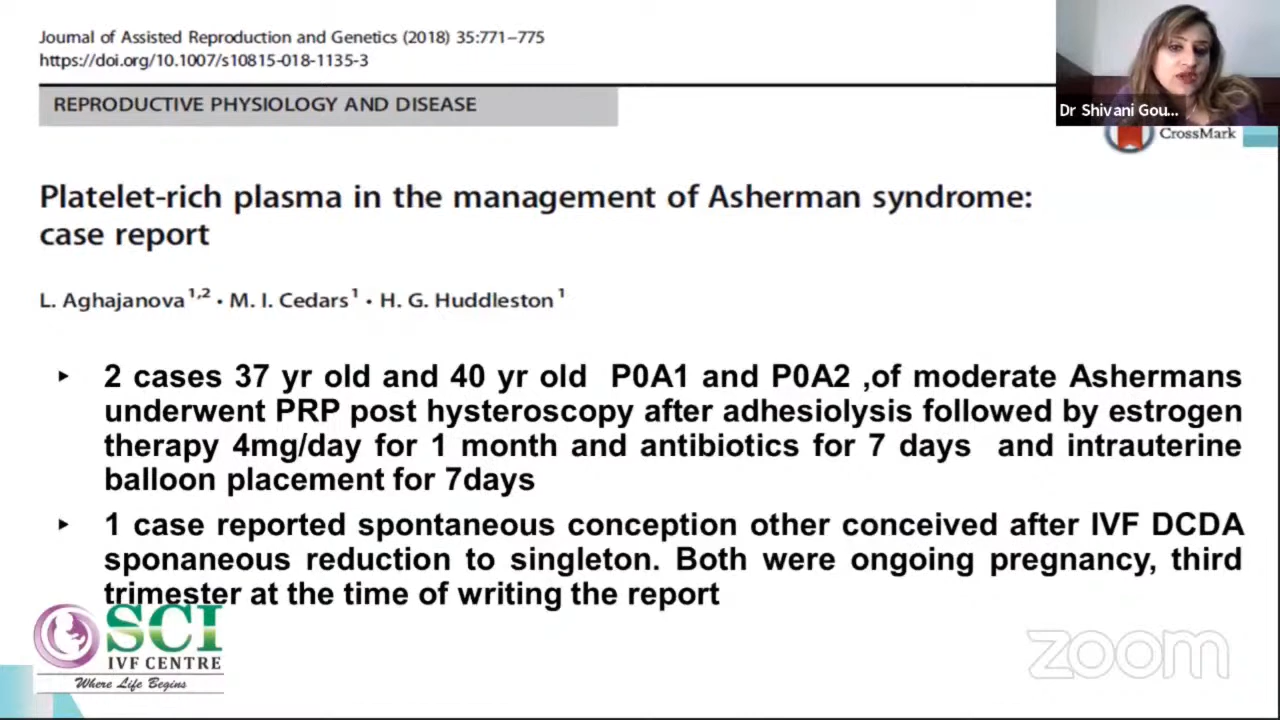 Journal of Assisted Reproduction and Genetics (2018) 35:771–775
https://doi.org/10.1007/s10815-018-1135-3
REPRODUCTIVE PHYSIOLOGY AND DISEASE
Dr Shivani Gou...
CrossMark
Platelet-rich plasma in the management of Asherman syndrome:
case report
L. Aghajanova 1,2 · M. I. Cedars 1 · H. G. Huddleston 1
‣ 2 cases 37 yr old and 40 yr old P0A1 and P0A2 ,of moderate Ashermans
underwent PRP post hysteroscopy after adhesiolysis followed by estrogen
therapy 4mg/day for 1 month and antibiotics for 7 days and intrauterine
balloon placement for 7days
‣ 1 case reported spontaneous conception other conceived after IVF DCDA
sponaneous reduction to singleton. Both were ongoing pregnancy, third
trimester at the time of writing the report
SCI
IVF CENTRE
Where Life Begins
zoom